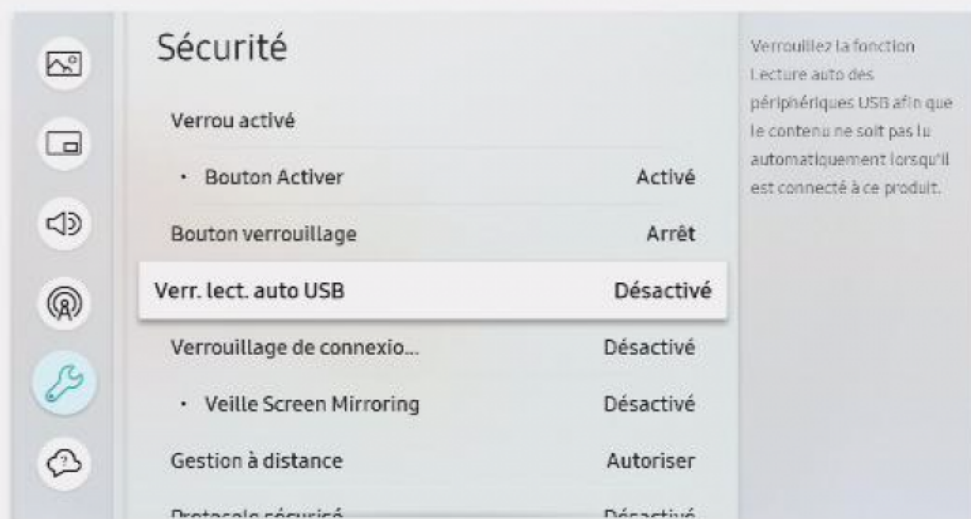 Sécurité
Verrou activé
• Bouton Activer Activé
Bouton verrouillage Arrêt
Verr. lect. auto USB Désactivé
Verrouillage de connexio...  Désactivé
• Veille Screen Mirroring Désactivé
Gestion à distance Autoriser
Protocole sécurisé Désactivé
Verrouillez la fonction
Lecture auto des
périphériques USB afin que
le contenu ne soit pas lu
automatiquement lorsqu'il
est connecté à ce produit.